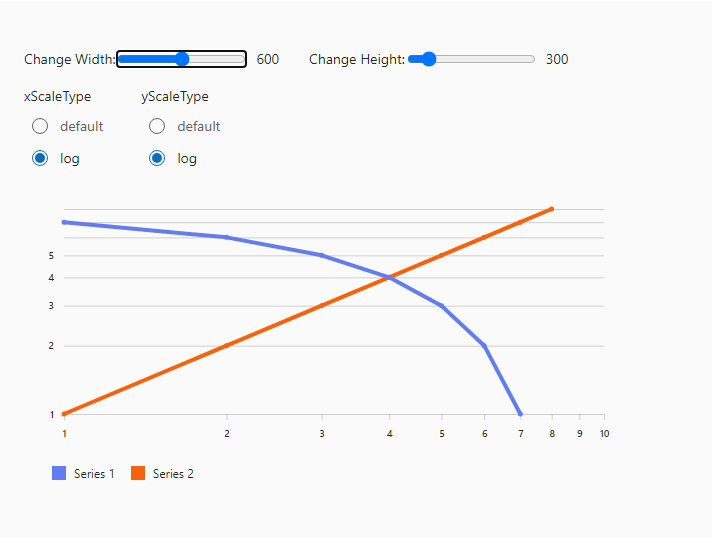 Change Width: 600 Change Height: 300
xScaleType yScaleType
default default
log log
5
4
3
2
1
1 2 3 4 5 6 7 8 9 10
Series 1 Series 2